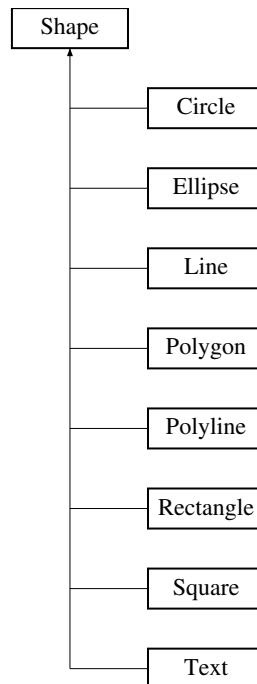 Shape
Circle
Ellipse
Line
Polygon
Polyline
Rectangle
Square
Text